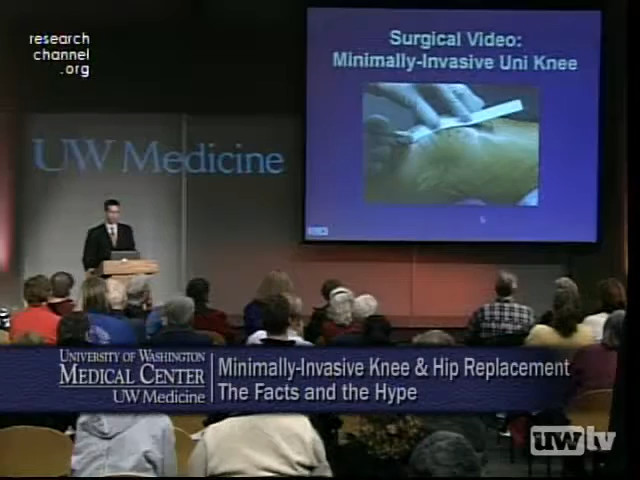 research
channel
.org
Surgical Video:
Minimally-Invasive Uni Knee
UW Medicine
UNIVERSITY OF WASHINGTON
MEDICAL CENTER
UW Medicine
Minimally-Invasive Knee & Hip Replacement
The Facts and the Hype
uwtv